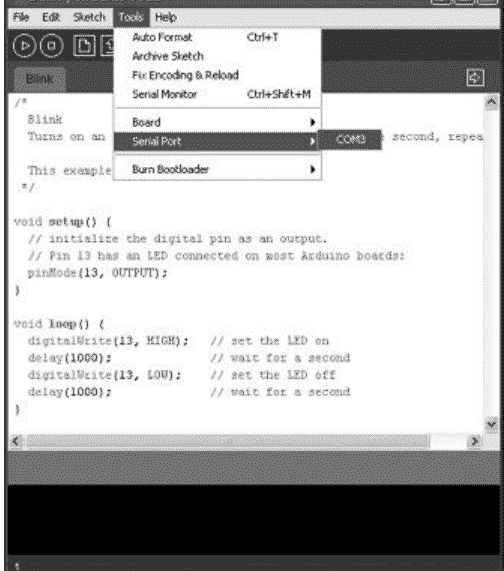 File Edit Sketch Tools Help
Auto Format Ctrl+T
Archive Sketch
Fix Encoding & Reload
Serial Monitor Ctrl+Shift+M
Board
Serial Port
COM3
Burn Bootloader
Blink
/*
Blink
Turns on an second, repea
This example
*/
void setup() {
// initialize the digital pin as an output.
// Pin 13 has an LED connected on most Arduino boards:
pinMode(13, OUTPUT);
}
void loop() {
digitalWrite(13, HIGH); // set the LED on
delay(1000); // wait for a second
digitalWrite(13, LOW); // set the LED off
delay(1000); // wait for a second
}
1